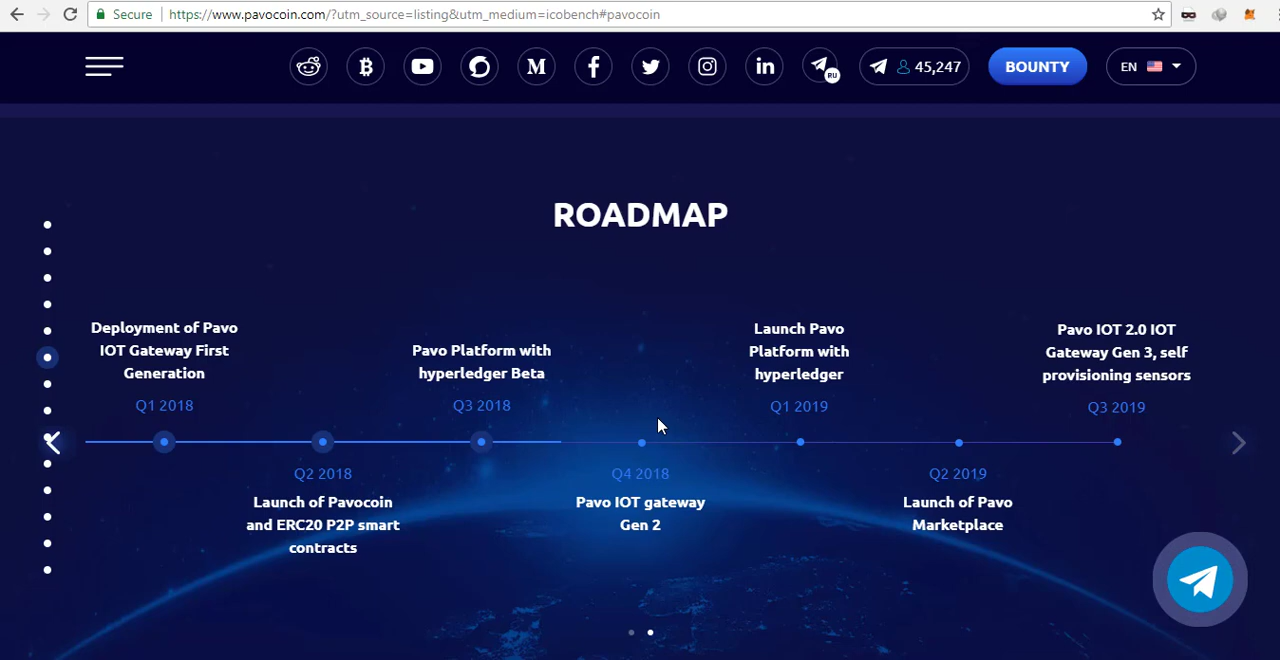 Secure
https://www.pavocoin.com/?utm_source=listing&utm_medium=icobench#pavocoin
M
RU
45,247
BOUNTY
EN
ROADMAP
Deployment of Pavo
IOT Gateway First
Generation
Q1 2018
Q2 2018
Launch of Pavocoin
and ERC20 P2P smart
contracts
Pavo Platform with
hyperledger Beta
Q3 2018
Q4 2018
Pavo IOT gateway
Gen 2
Launch Pavo
Platform with
hyperledger
Q1 2019
Q2 2019
Launch of Pavo
Marketplace
Pavo IOT 2.0 IOT
Gateway Gen 3, self
provisioning sensors
Q3 2019